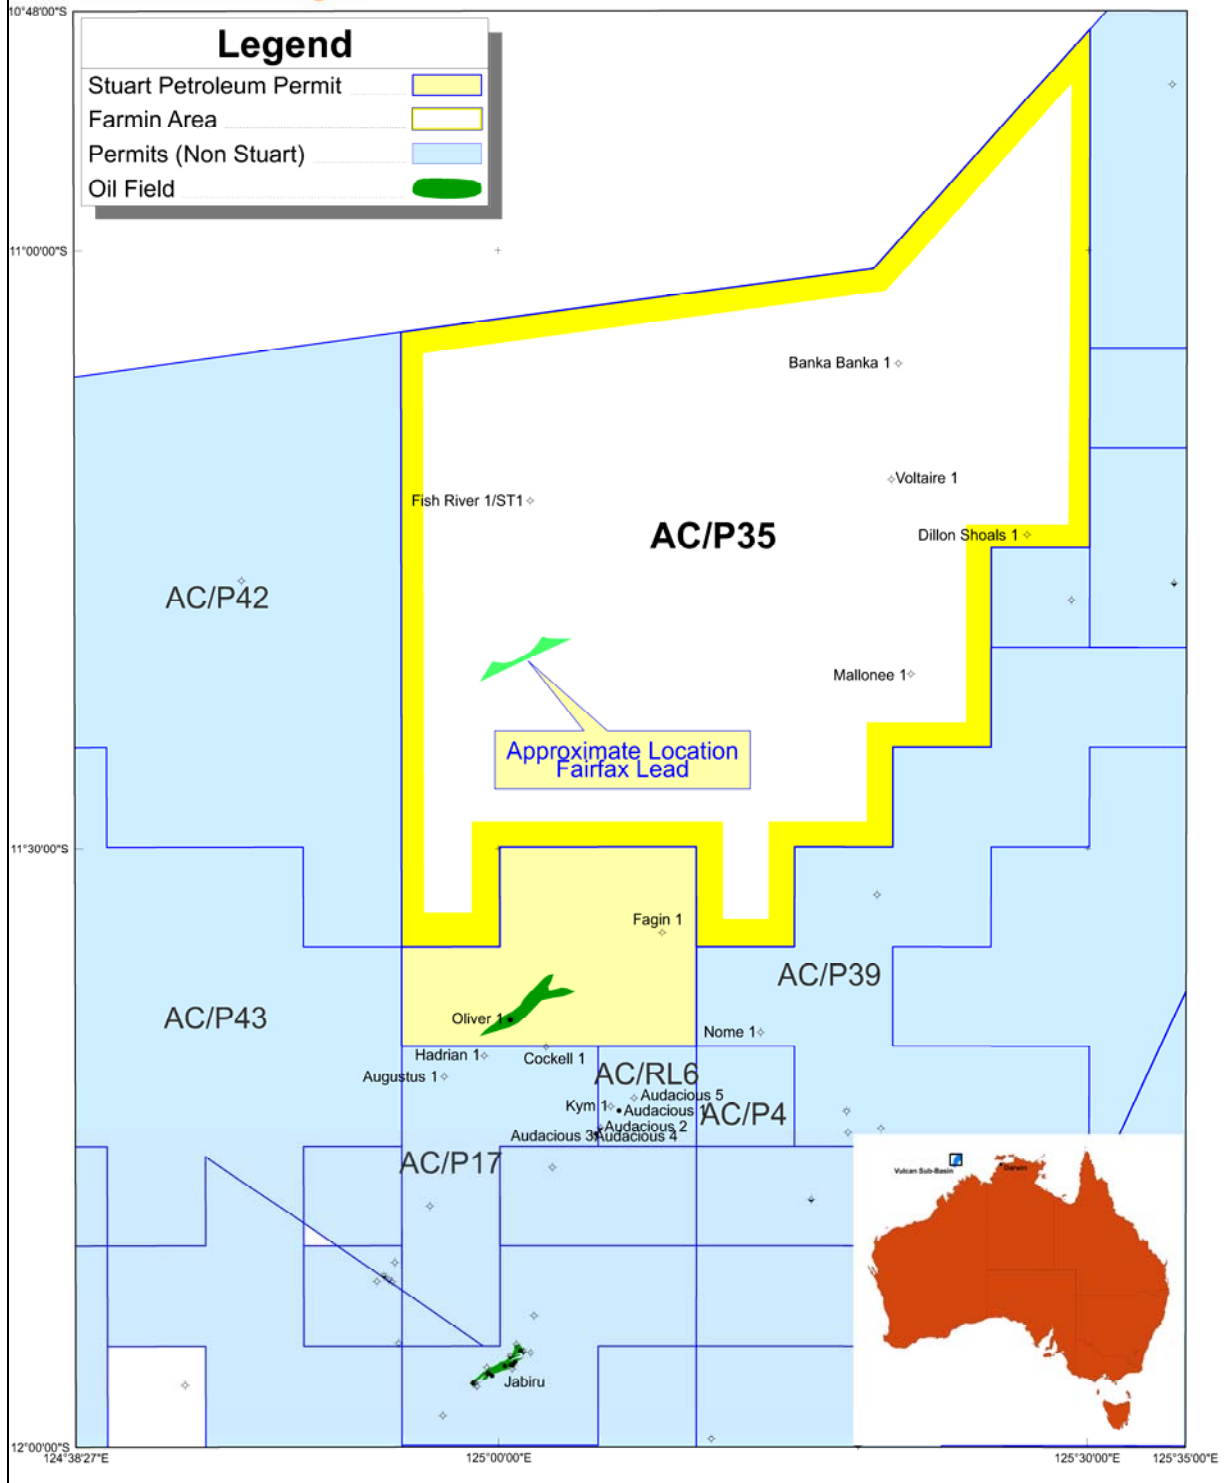 10°48'00"S
Legend
Stuart Petroleum Permit
Farmin Area
Permits (Non Stuart)
Oil Field
11°00'00"S
Banka Banka 1
Voltaire 1
Fish River 1/ST1
AC/P35
Dillon Shoals 1
AC/P42
Mallonee 1
Approximate Location
Fairfax Lead
11°30'00"S
Fagin 1
AC/P39
AC/P43
Oliver 1
Nome 1
Hadrian 1
Cockell 1
Augustus 1
AC/RL6
Audacious 5
Kym 1
Audacious 1
AC/P4
Audacious 2
Audacious 3
Audacious 4
AC/P17
Vulcan Sub-Basin
Darwin
Jabiru
12°00'00"S
124°38'27"E
125°00'00"E
125°30'00"E
125°35'00"E